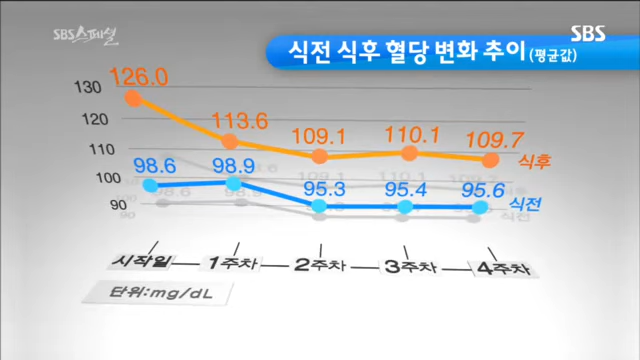 SBS 스페셜
SBS
식전 식후 혈당 변화 추이(평균값)
130
120
110
100
90
126.0
113.6
109.1
110.1
109.7
식후
98.6
98.9
95.3
95.4
95.6
식전
시작일
1주차
2주차
3주차
4주차
단위:mg/dL